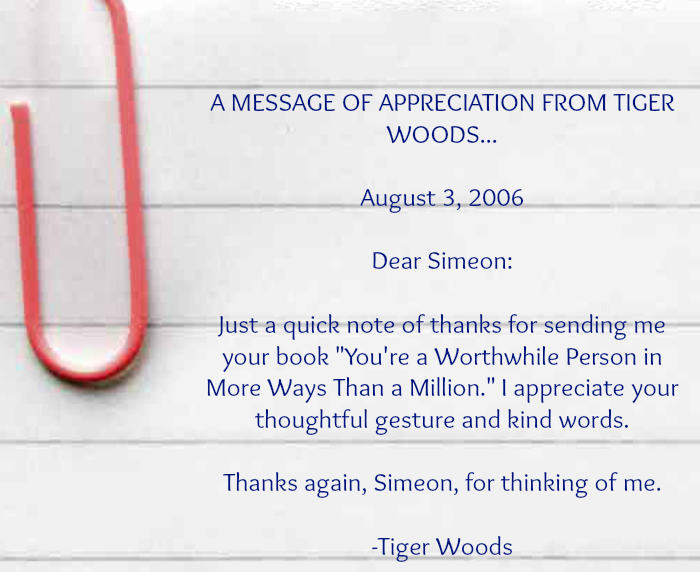 A MESSAGE OF APPRECIATION FROM TIGER
WOODS...
August 3, 2006
Dear Simeon:
Just a quick note of thanks for sending me
your book "You're a Worthwhile Person in
More Ways Than a Million." I appreciate your
thoughtful gesture and kind words.
Thanks again, Simeon, for thinking of me.
-Tiger Woods